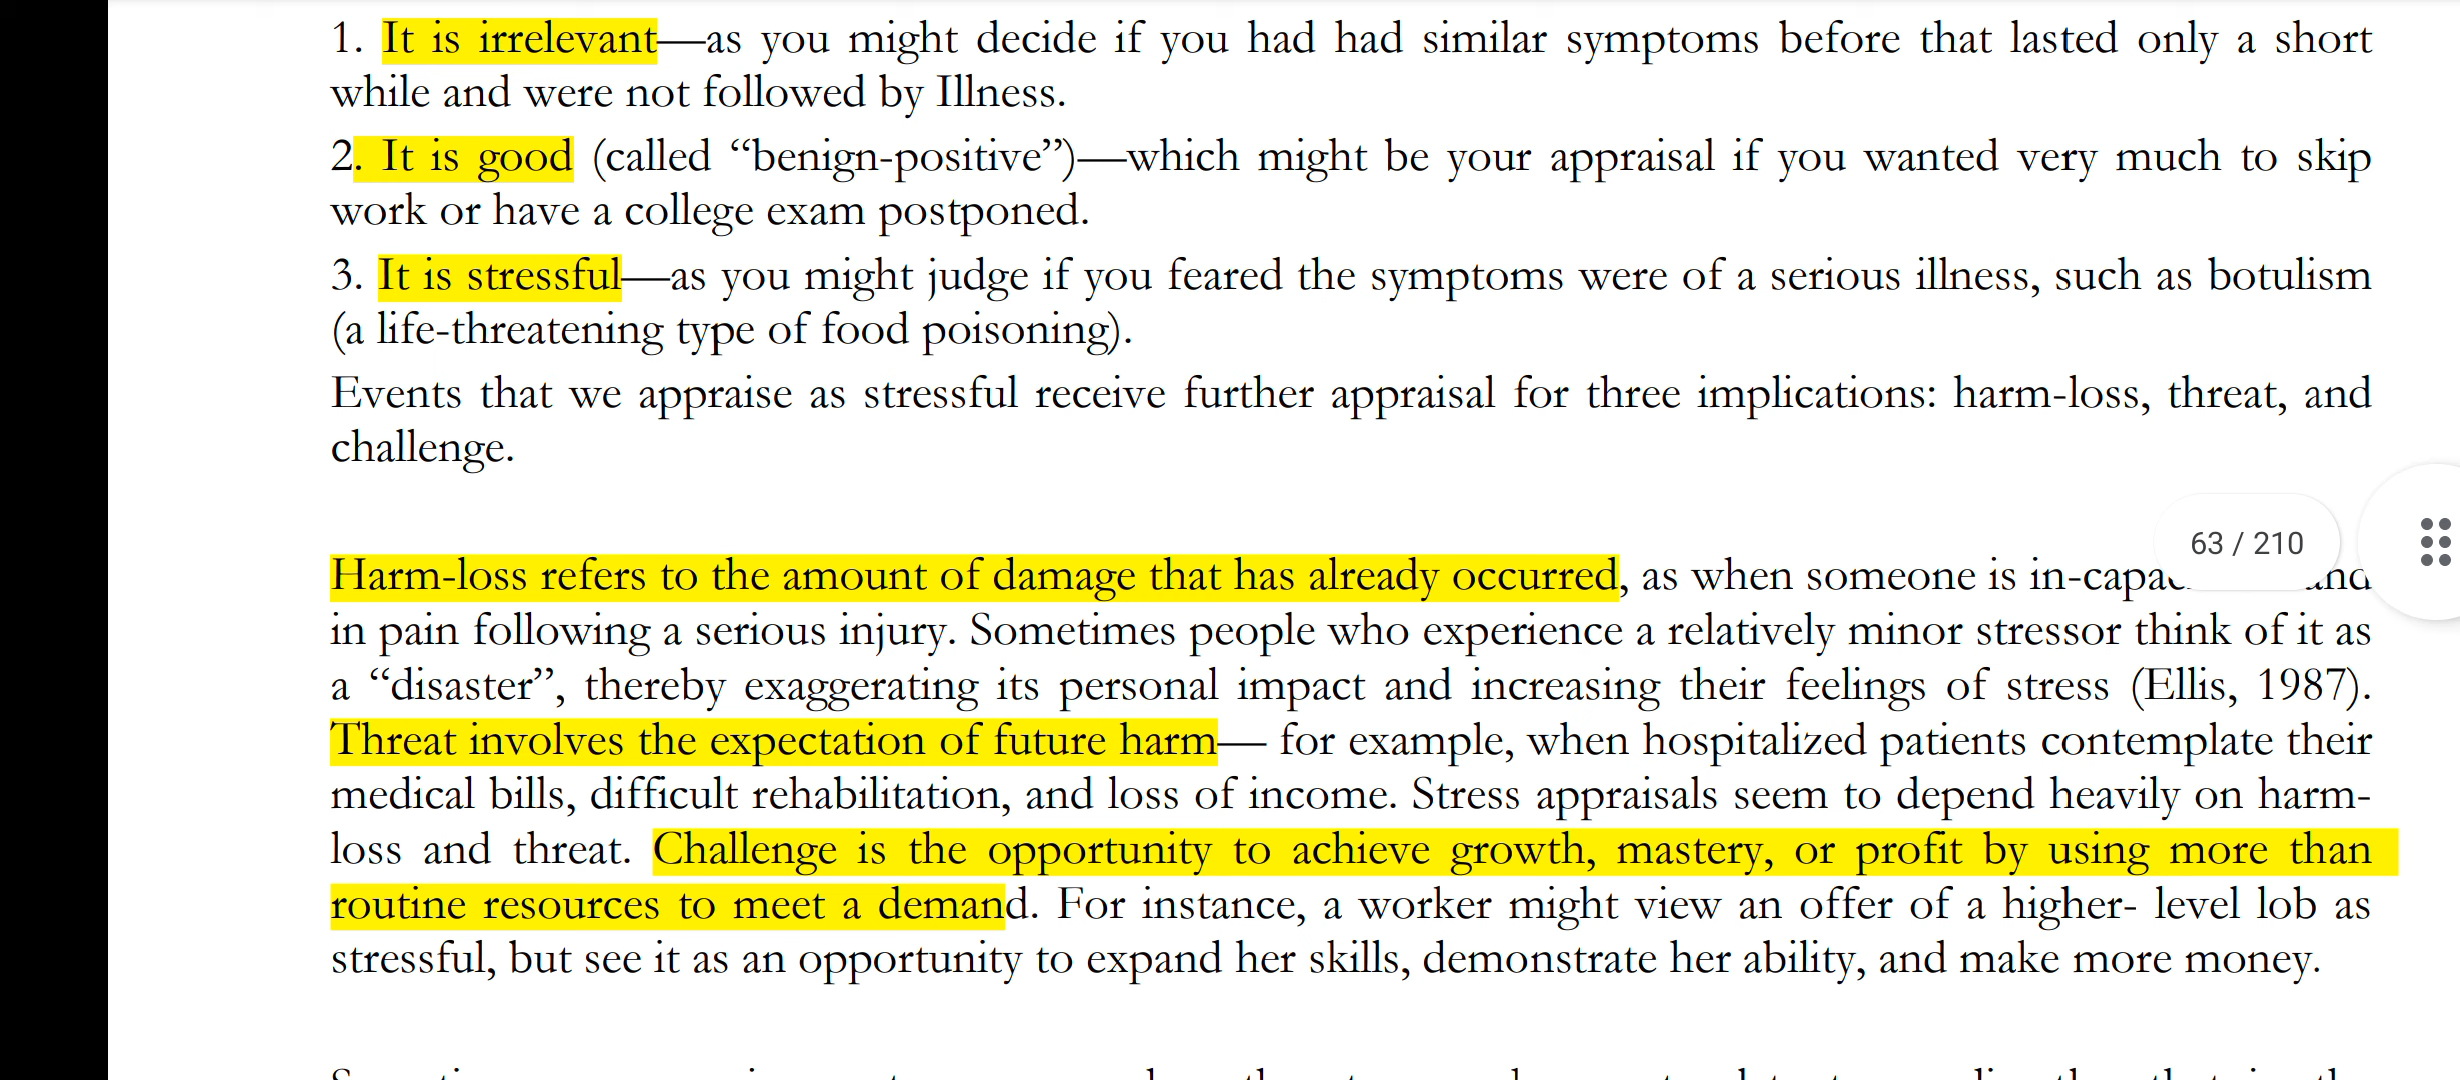 1. It is irrelevant—as you might decide if you had had similar symptoms before that lasted only a short
while and were not followed by Illness.
2. It is good (called “benign-positive”)—which might be your appraisal if you wanted very much to skip
work or have a college exam postponed.
3. It is stressful—as you might judge if you feared the symptoms were of a serious illness, such as botulism
(a life-threatening type of food poisoning).
Events that we appraise as stressful receive further appraisal for three implications: harm-loss, threat, and
challenge.
63 / 210
Harm-loss refers to the amount of damage that has already occurred, as when someone is and
in pain following a serious injury. Sometimes people who experience a relatively minor stressor think of it as
a “disaster”, thereby exaggerating its personal impact and increasing their feelings of stress (Ellis, 1987).
Threat involves the expectation of future harm— for example, when hospitalized patients contemplate their
medical bills, difficult rehabilitation, and loss of income. Stress appraisals seem to depend heavily on harm-
loss and threat. Challenge is the opportunity to achieve growth, mastery, or profit by using more than
routine resources to meet a demand. For instance, a worker might view an offer of a higher- level lob as
stressful, but see it as an opportunity to expand her skills, demonstrate her ability, and make more money.